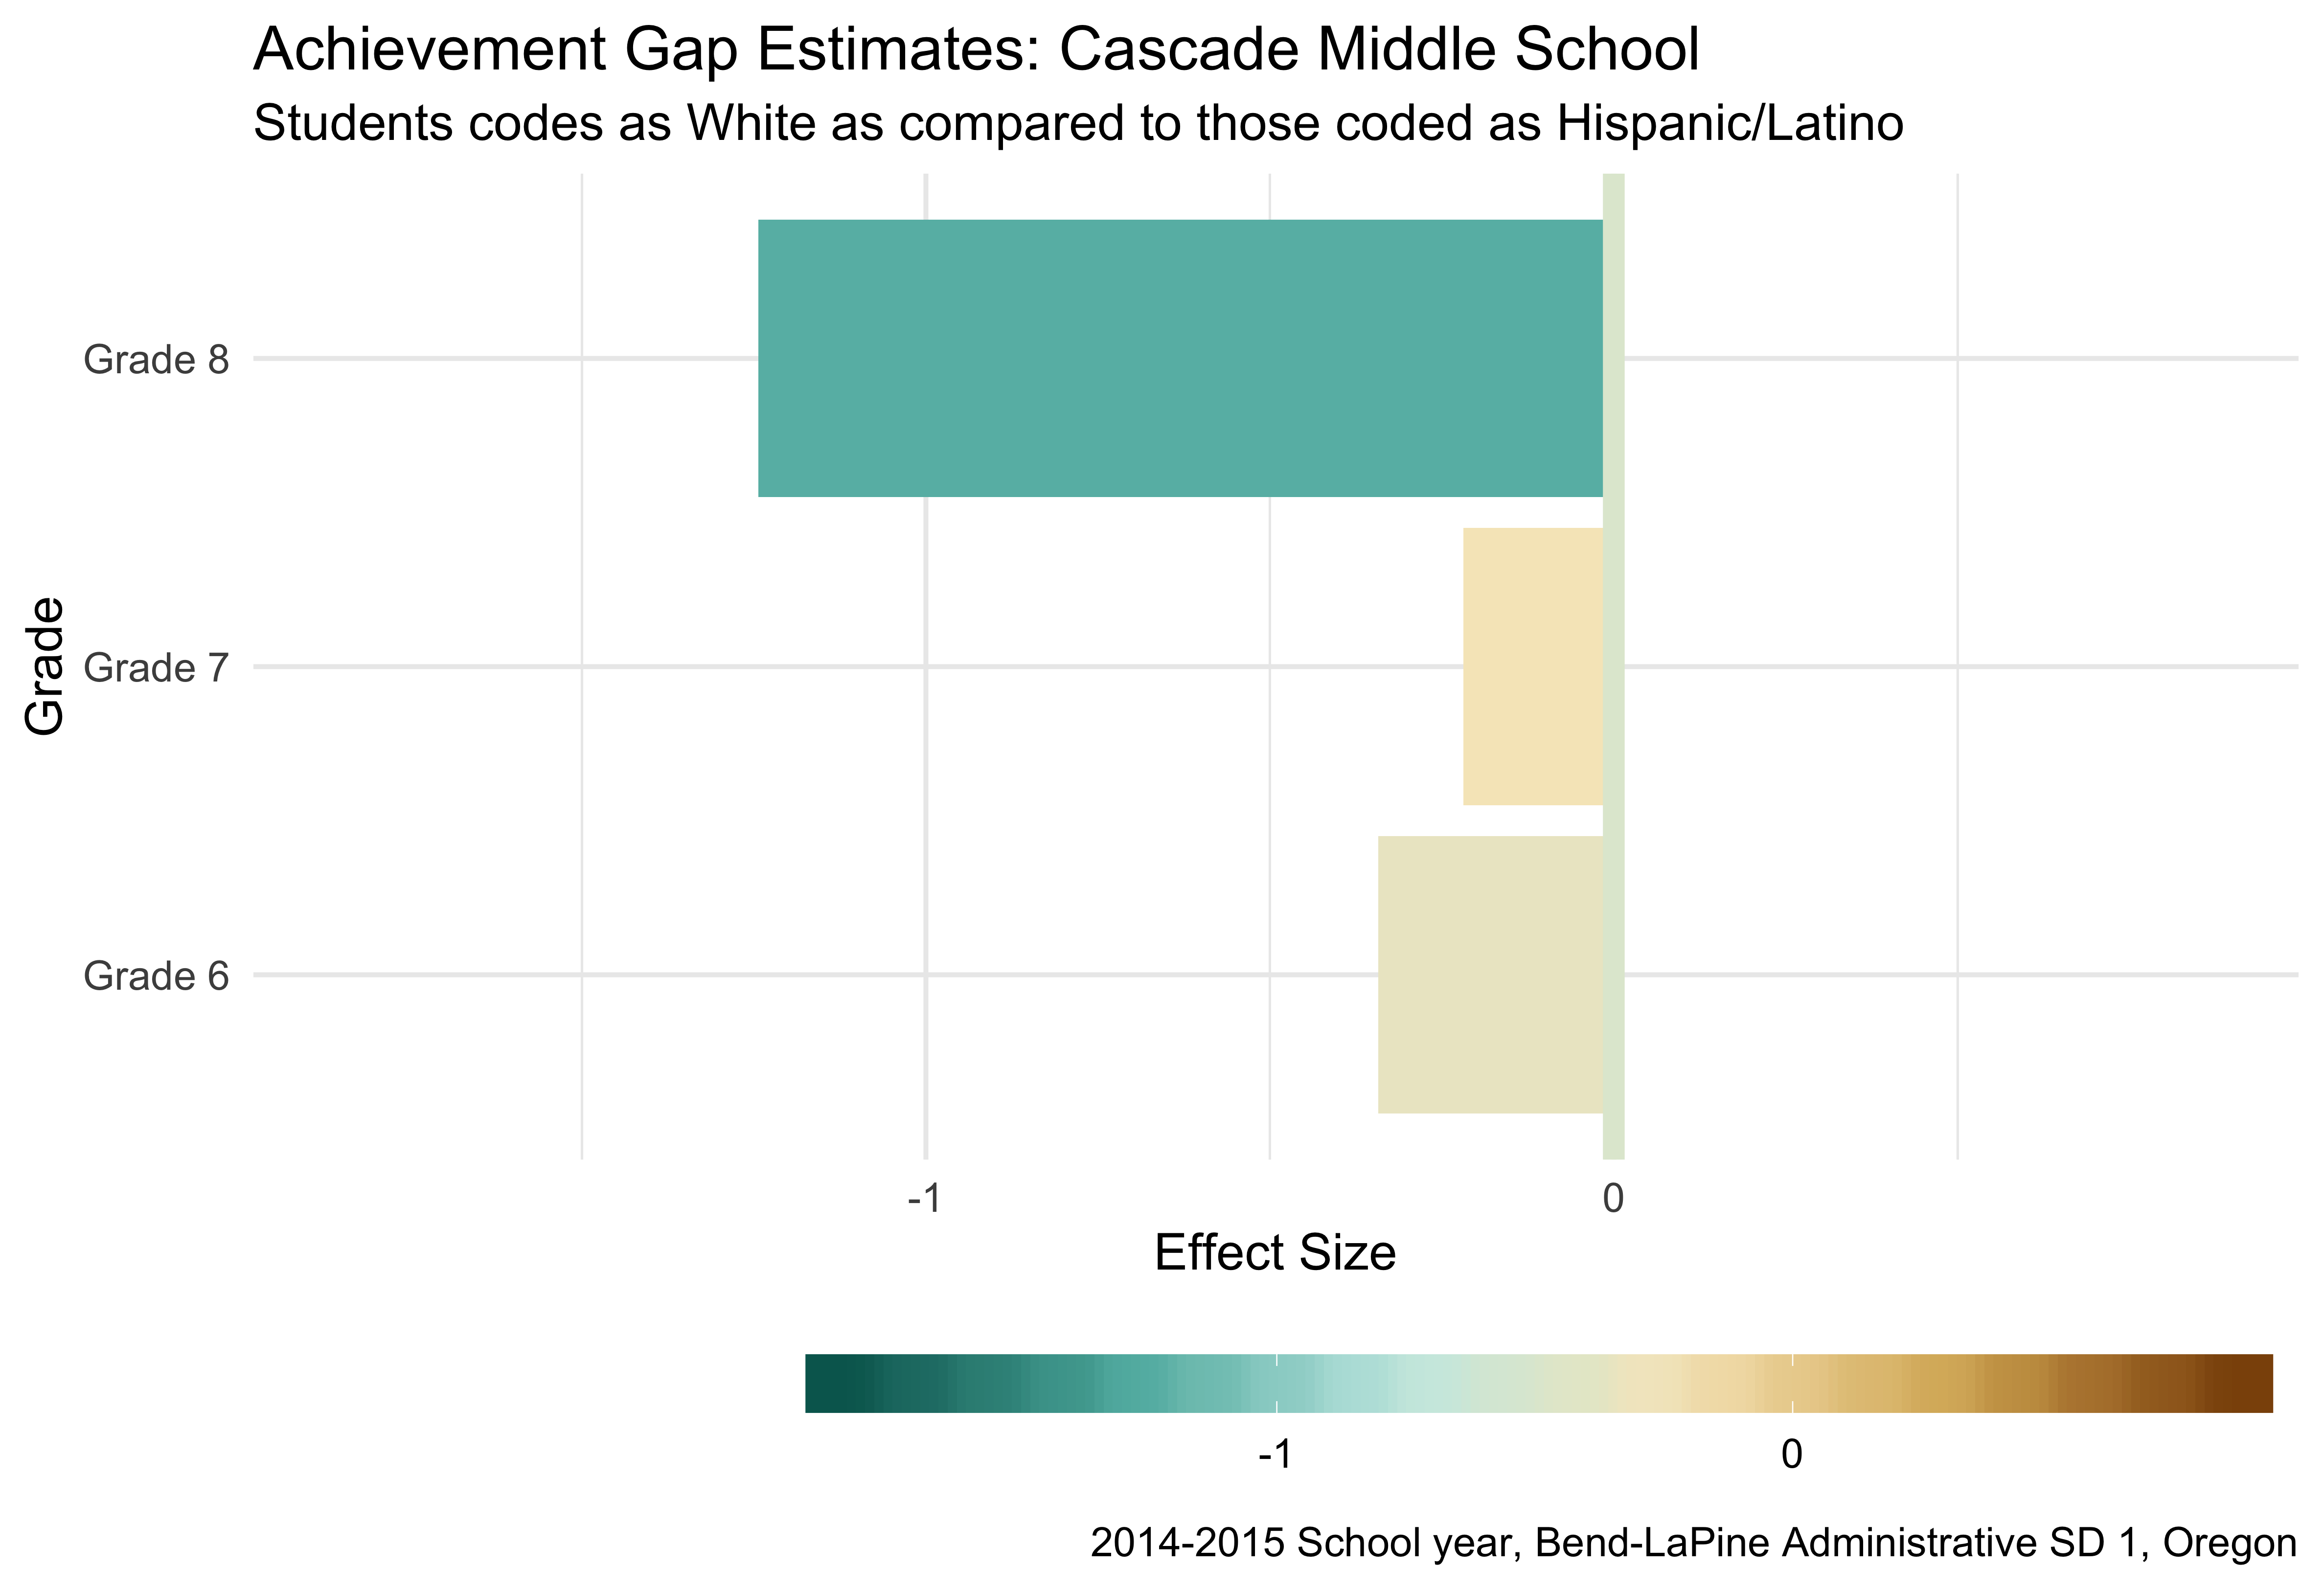 Achievement Gap Estimates: Cascade Middle School
Students codes as White as compared to those coded as Hispanic/Latino
Grade 8
Grade 7
Grade 6
Grade
-1 0
Effect Size
-1 0
2014-2015 School year, Bend-LaPine Administrative SD 1, Oregon